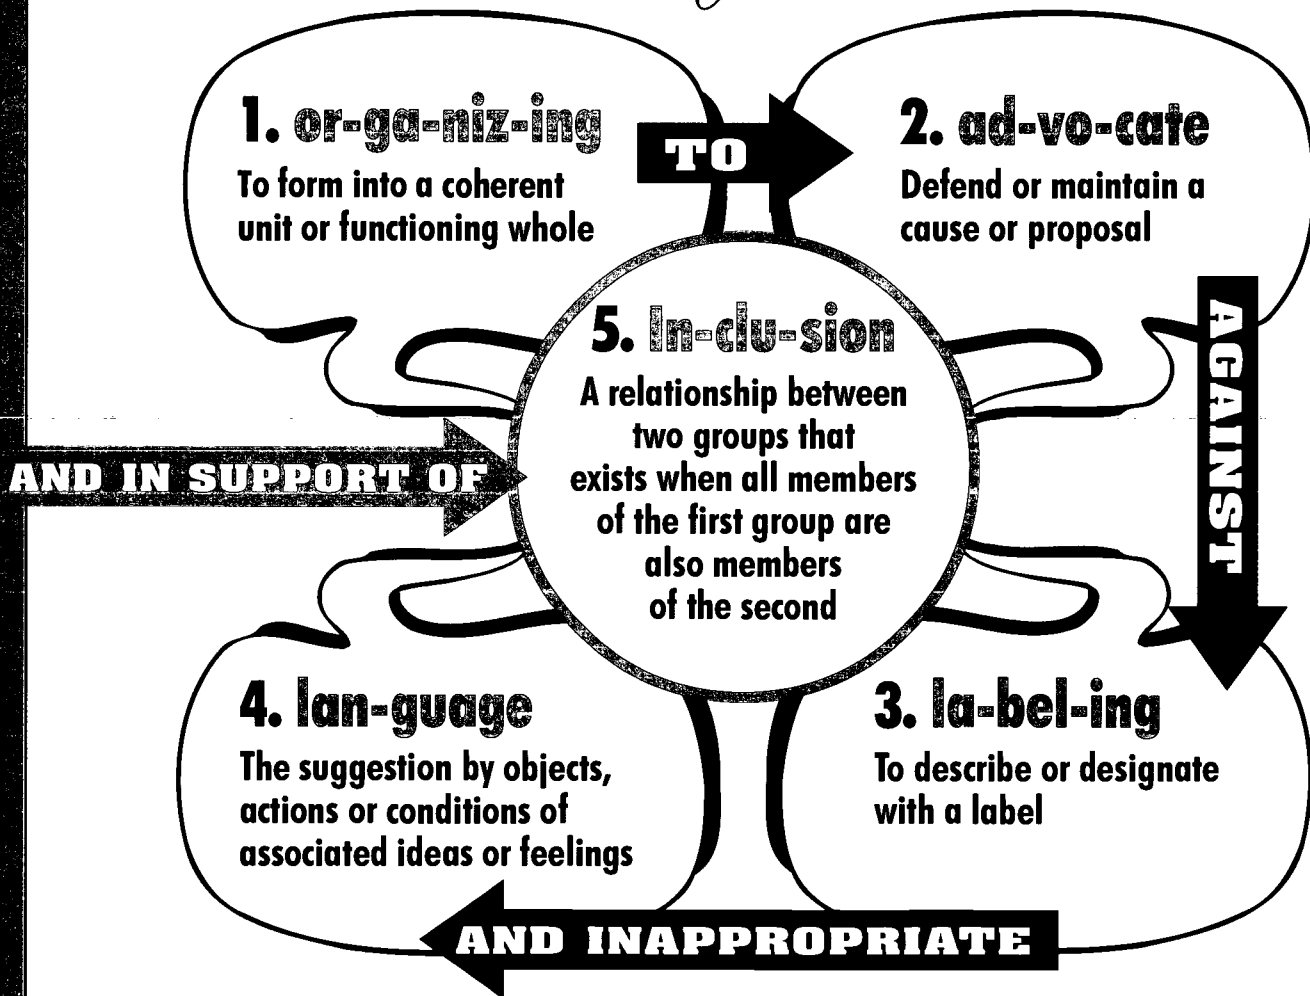 1. or-ga-niz-ing
To form into a coherent
unit or functioning whole
TO
2. ad-vo-cate
Defend or maintain a
cause or proposal
AGAINST
3. la-bel-ing
To describe or designate
with a label
AND INAPPROPRIATE
4. lan-guage
The suggestion by objects,
actions or conditions of
associated ideas or feelings
AND IN SUPPORT OF
5. In-clu-sion
A relationship between
two groups that
exists when all members
of the first group are
also members
of the second